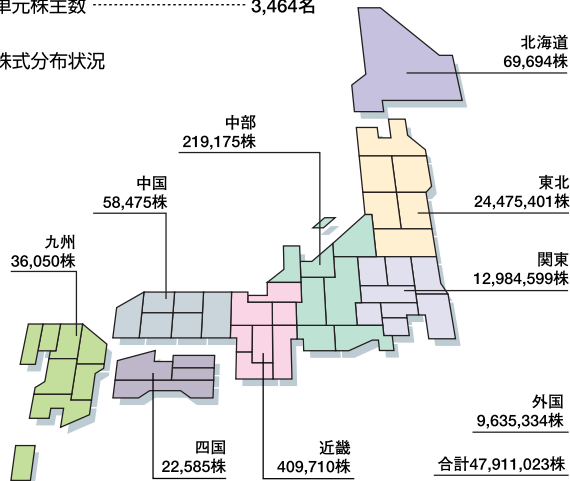 単元株主数 3,464名
株式分布状況
北海道
69,694株
中部
219,175株
中国
58,475株
東北
24,475,401株
九州
36,050株
関東
12,984,599株
外国
9,635,334株
四国
22,585株
近畿
409,710株
合計47,911,023株